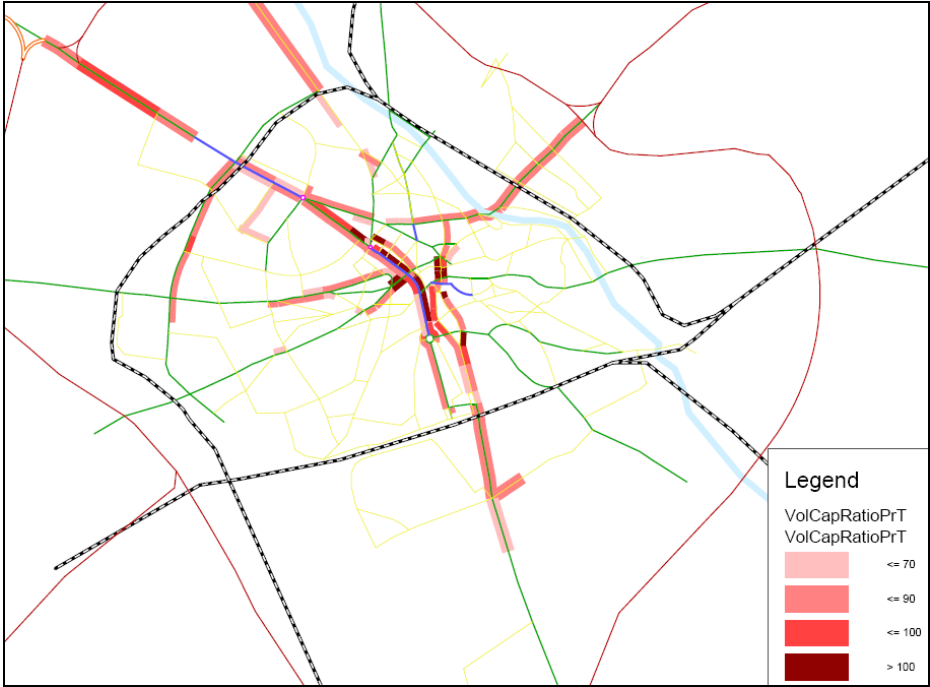 Legend
VolCapRatioPrT
VolCapRatioPrT
<= 70
<= 90
<= 100
> 100